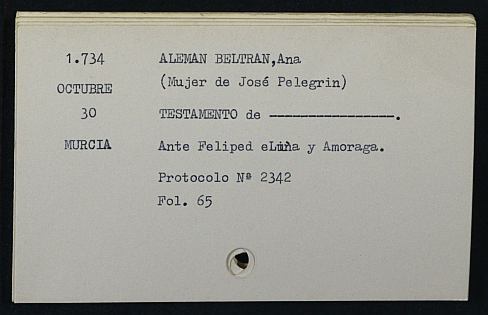 1.734 ALEMAN BELTRAN,Ana
OCTUBRE (Mujer de José Pelegrin)
30 TESTAMENTO de ----------------.
MURCIA Ante Feliped e y Amoraga.
Protocolo Nº 2342
Fol. 65